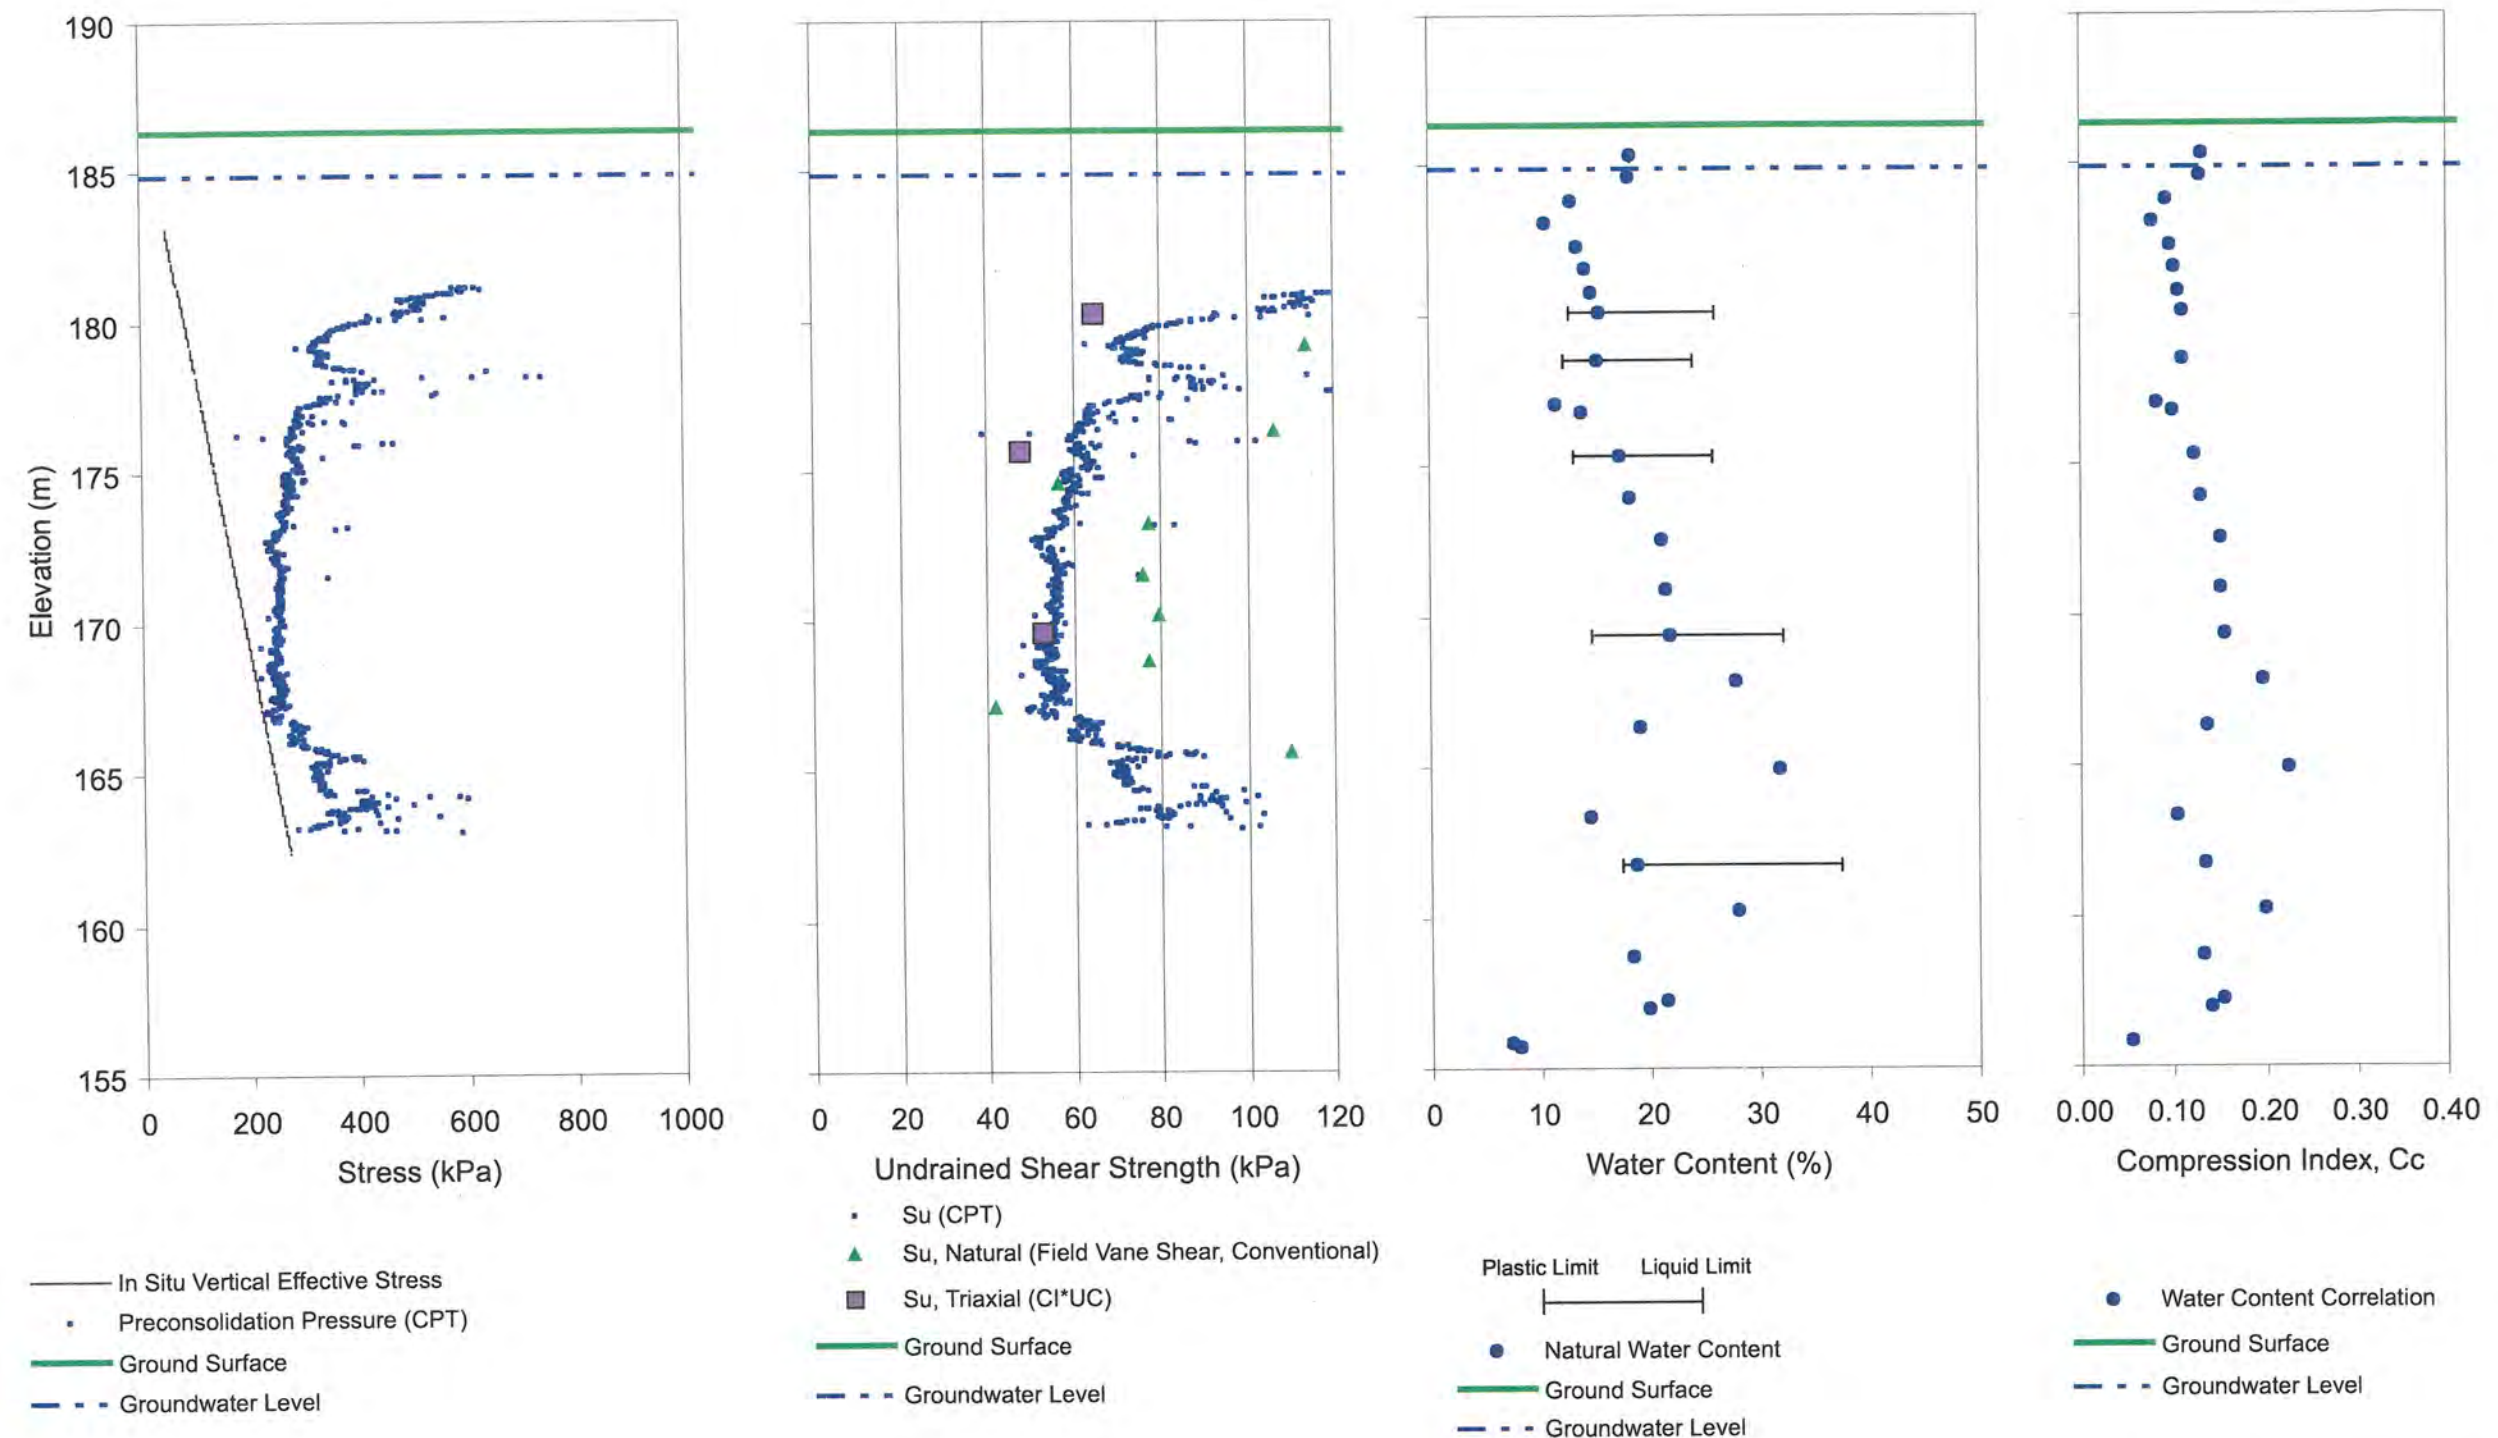 190
185
180
175
170
165
160
155
Elevation (m)
0 200 400 600 800 1000
Stress (kPa)
In Situ Vertical Effective Stress
Preconsolidation Pressure (CPT)
Ground Surface
Groundwater Level
0 20 40 60 80 100 120
Undrained Shear Strength (kPa)
Su (CPT)
Su, Natural (Field Vane Shear, Conventional)
Su, Triaxial (CI*UC)
Ground Surface
Groundwater Level
0 10 20 30 40 50
Water Content (%)
Plastic Limit Liquid Limit
Natural Water Content
Ground Surface
Groundwater Level
0.00 0.10 0.20 0.30 0.40
Compression Index, Cc
Water Content Correlation
Ground Surface
Groundwater Level